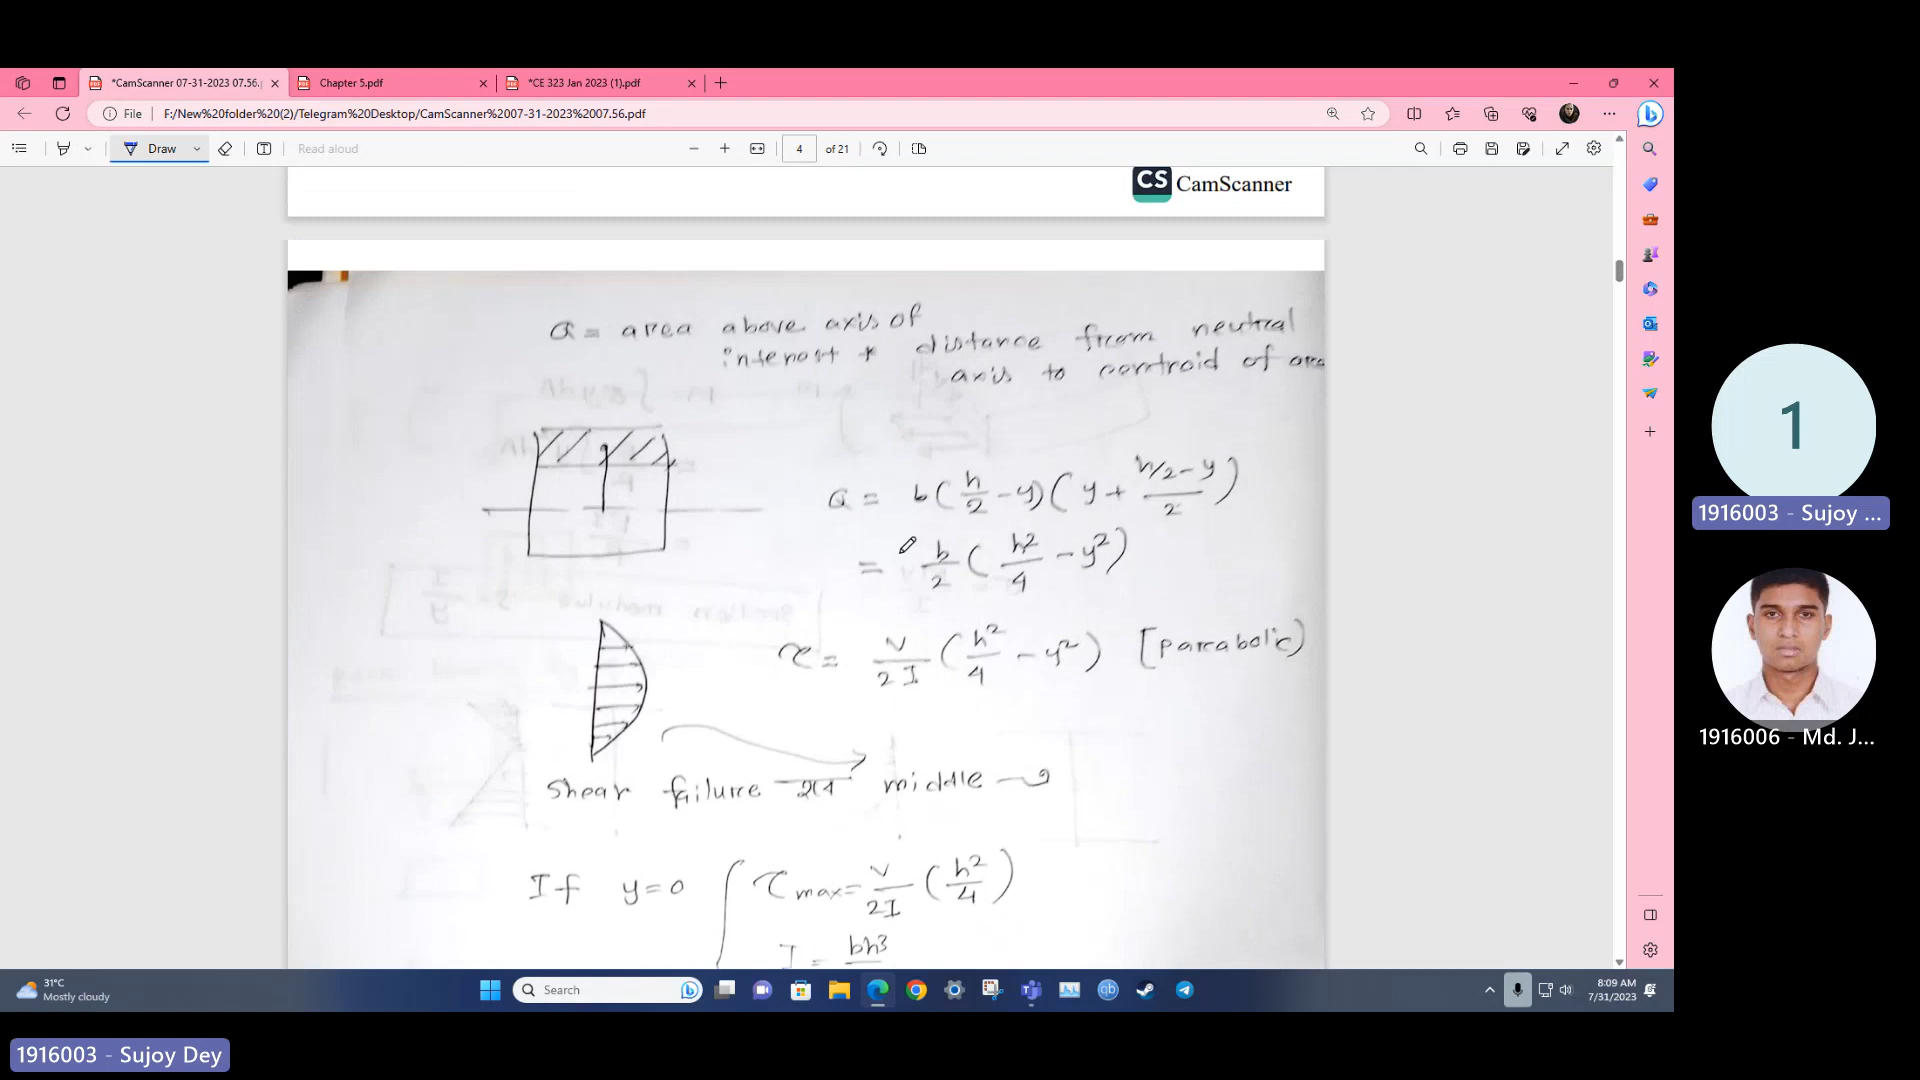 *CamScanner 07-31-2023 07.56.p
Chapter 5.pdf
*CE 323 Jan 2023 (1).pdf
File
F:/New%20folder%20(2)/Telegram%20Desktop/CamScanner%2007-31-2023%2007.56.pdf
Draw
Read aloud
4 of 21
CS CamScanner
Q = area above axis of
interest * distance from neutral
axis to centroid of area
Q = b(h/2 - y)(y + (h/2 - y)/2)
= b/2 (h²/4 - y²)
τ = V/2I (h²/4 - y²) [parabolic)
Shear failure middle
If y=0
τmax= V/2I (h²/4)
I = bh³
1
1916003 - Sujoy ...
1916006 - Md. J...
31°C
Mostly cloudy
Search
8:09 AM
7/31/2023
1916003 - Sujoy Dey